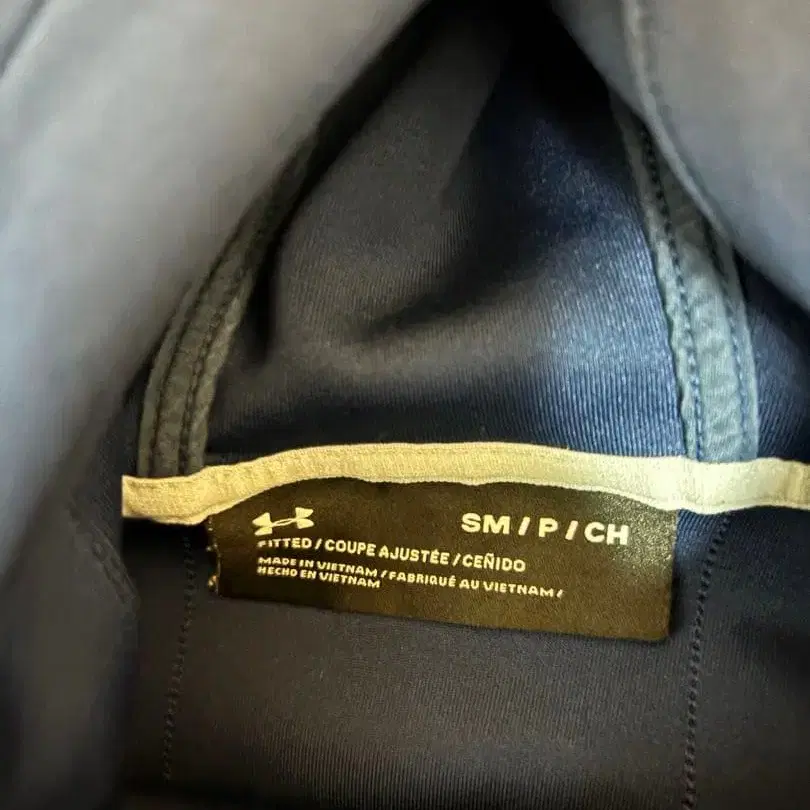 SM / P / CH
FITTED / COUPE AJUSTÉE / CEÑIDO
MADE IN VIETNAM / FABRIQUÉ AU VIETNAM /
HECHO EN VIETNAM